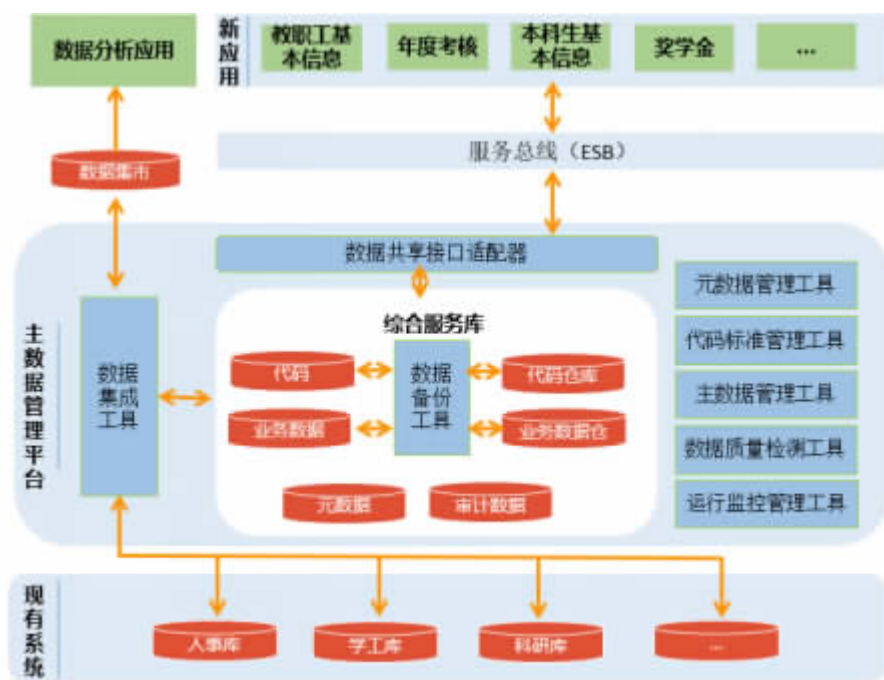 数据分析应用
新应用
教职工基
本信息
年度考核
本科生基
本信息
奖学金
...
数据集市
服务总线（ESB）
数据共享接口适配器
主数据管理平台
数据
集成
工具
综合服务库
代码
业务数据
数据
备份
工具
代码仓库
业务数据仓
元数据
审计数据
元数据管理工具
代码标准管理工具
主数据管理工具
数据质量检测工具
运行监控管理工具
现有系统
人事库
学工库
科研库
...